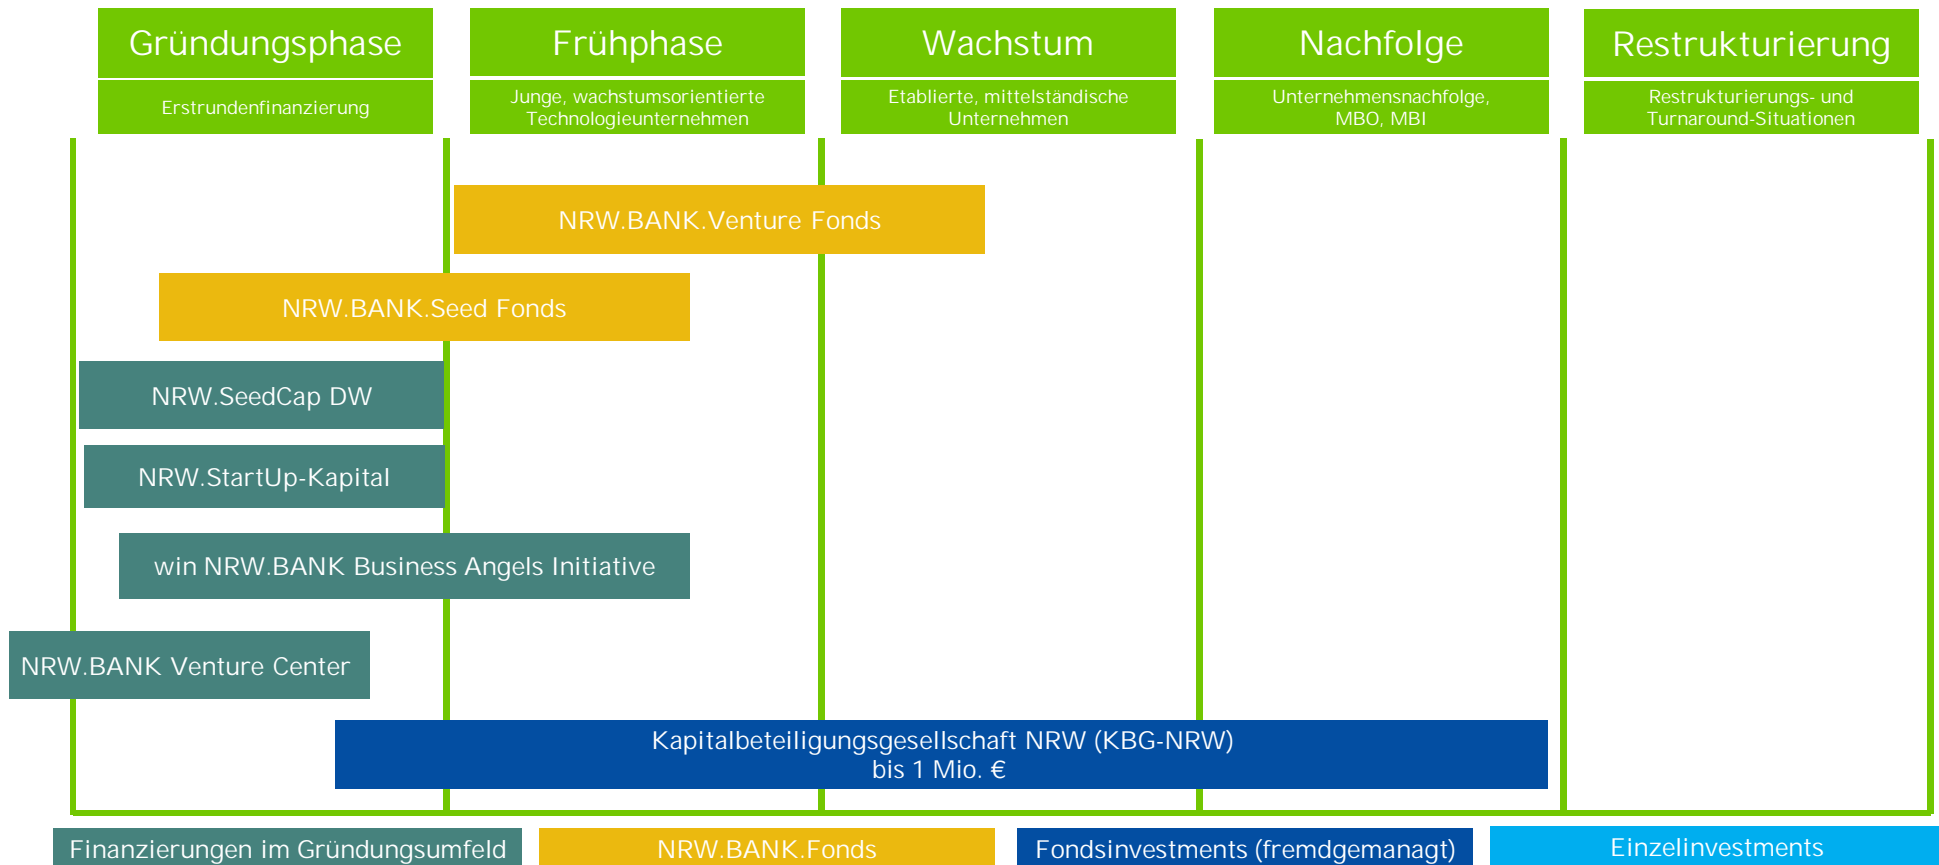 Gründungsphase
Erstrundenfinanzierung
Frühphase
Junge, wachstumsorientierte
Technologieunternehmen
Wachstum
Etablierte, mittelständische
Unternehmen
Nachfolge
Unternehmensnachfolge,
MBO, MBI
Restrukturierung
Restrukturierungs- und
Turnaround-Situationen
NRW.BANK.Venture Fonds
NRW.BANK.Seed Fonds
NRW.SeedCap DW
NRW.StartUp-Kapital
win NRW.BANK Business Angels Initiative
NRW.BANK Venture Center
Kapitalbeteiligungsgesellschaft NRW (KBG-NRW)
bis 1 Mio. €
Finanzierungen im Gründungsumfeld
NRW.BANK.Fonds
Fondsinvestments (fremdgemanagt)
Einzelinvestments